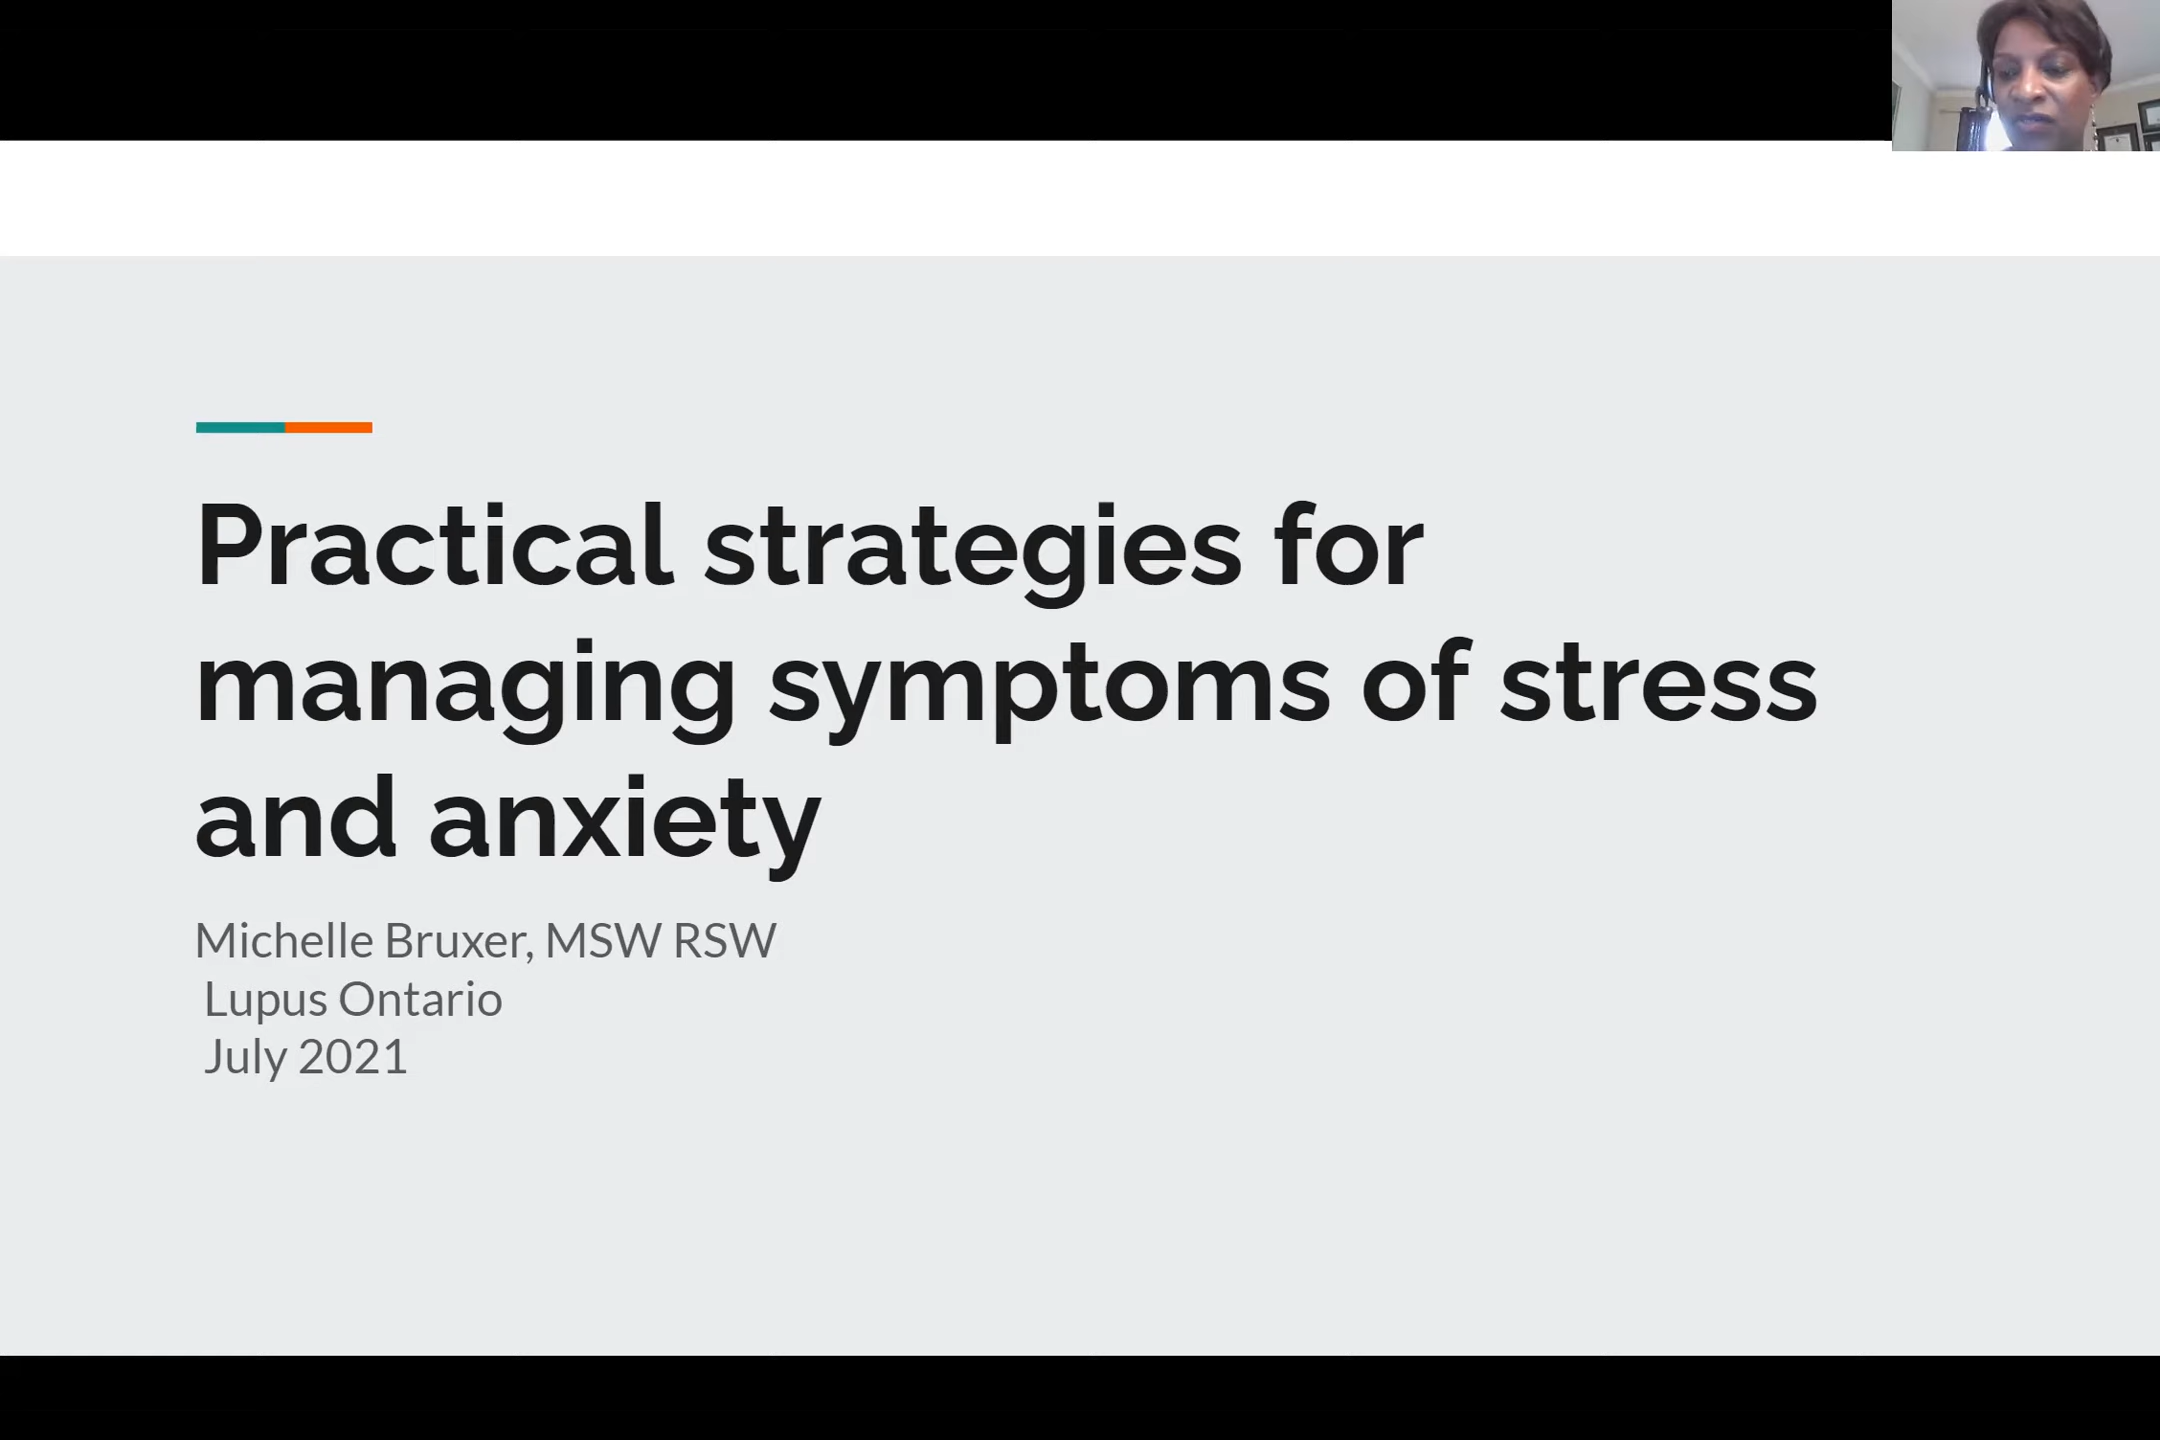 Practical strategies for
managing symptoms of stress
and anxiety
Michelle Bruxer, MSW RSW
Lupus Ontario
July 2021